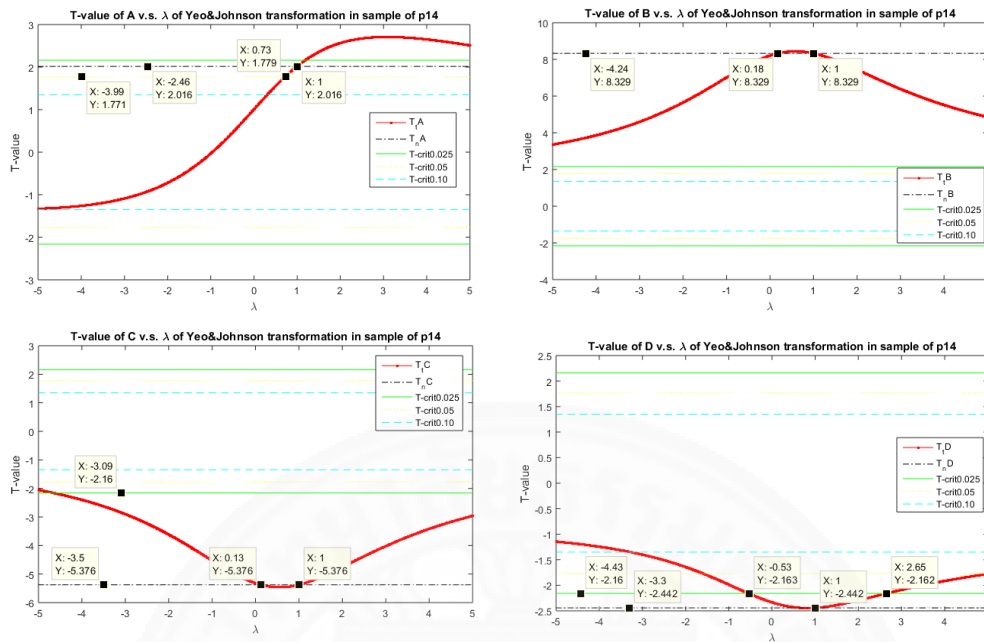 T-value of A v.s. λ of Yeo&Johnson transformation in sample of p14
T-value
3
2
1
0
-1
-2
-3
X: -3.99
Y: 1.771
X: -2.46
Y: 2.016
X: 0.73
Y: 1.779
X: 1
Y: 2.016
TtA
TnA
T-crit0.025
T-crit0.05
T-crit0.10
-5 -4 -3 -2 -1 0 1 2 3 4 5
λ
T-value of B v.s. λ of Yeo&Johnson transformation in sample of p14
T-value
10
8
6
4
2
0
-2
-4
X: -4.24
Y: 8.329
X: 0.18
Y: 8.329
X: 1
Y: 8.329
TtB
TnB
T-crit0.025
T-crit0.05
T-crit0.10
-5 -4 -3 -2 -1 0 1 2 3 4 5
λ
T-value of C v.s. λ of Yeo&Johnson transformation in sample of p14
T-value
3
2
1
0
-1
-2
-3
-4
-5
-6
TtC
TnC
T-crit0.025
T-crit0.05
T-crit0.10
X: -3.09
Y: -2.16
X: -3.5
Y: -5.376
X: 0.13
Y: -5.376
X: 1
Y: -5.376
-5 -4 -3 -2 -1 0 1 2 3 4 5
λ
T-value of D v.s. λ of Yeo&Johnson transformation in sample of p14
T-value
2.5
2
1.5
1
0.5
0
-0.5
-1
-1.5
-2
-2.5
TtD
TnD
T-crit0.025
T-crit0.05
T-crit0.10
X: -4.43
Y: -2.16
X: -3.3
Y: -2.442
X: -0.53
Y: -2.163
X: 1
Y: -2.442
X: 2.65
Y: -2.162
-5 -4 -3 -2 -1 0 1 2 3 4 5
λ